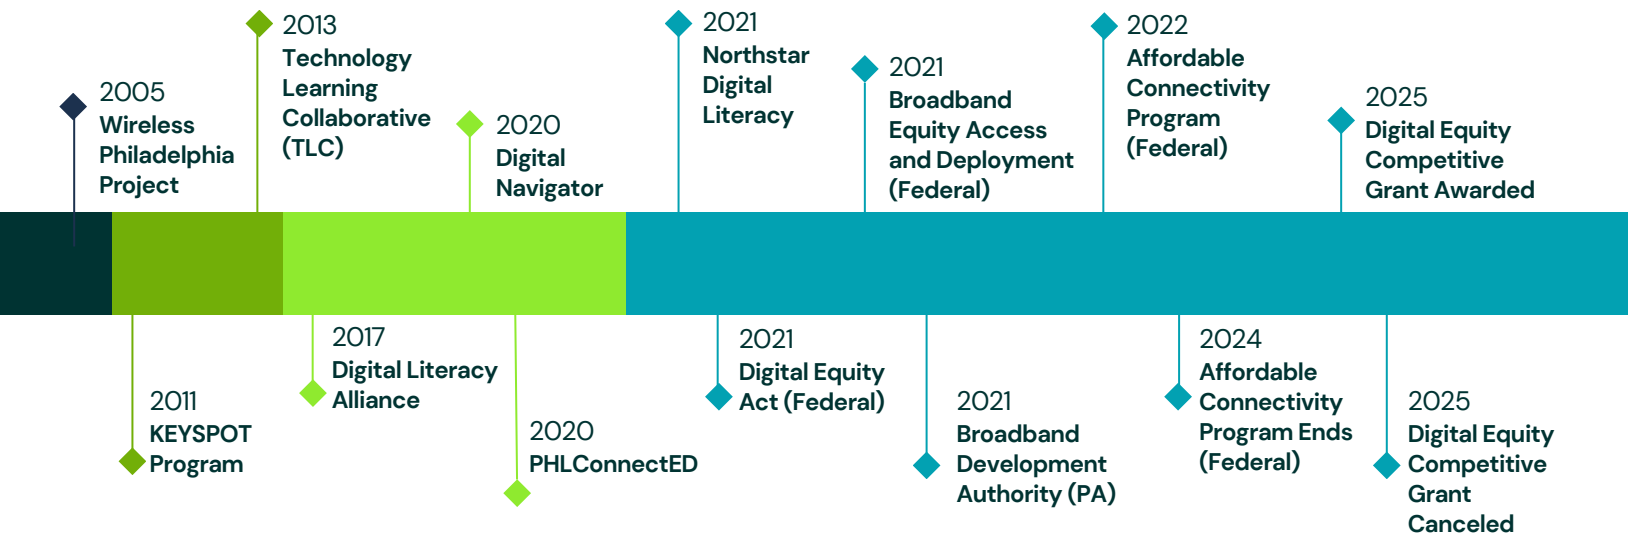 2005
Wireless
Philadelphia
Project
2013
Technology
Learning
Collaborative
(TLC)
2020
Digital
Navigator
2021
Northstar
Digital
Literacy
2021
Broadband
Equity Access
and Deployment
(Federal)
2022
Affordable
Connectivity
Program
(Federal)
2025
Digital Equity
Competitive
Grant Awarded
2011
KEYSPOT
Program
2017
Digital Literacy
Alliance
2020
PHLConnectED
2021
Digital Equity
Act (Federal)
2021
Broadband
Development
Authority (PA)
2024
Affordable
Connectivity
Program Ends
(Federal)
2025
Digital Equity
Competitive
Grant
Canceled